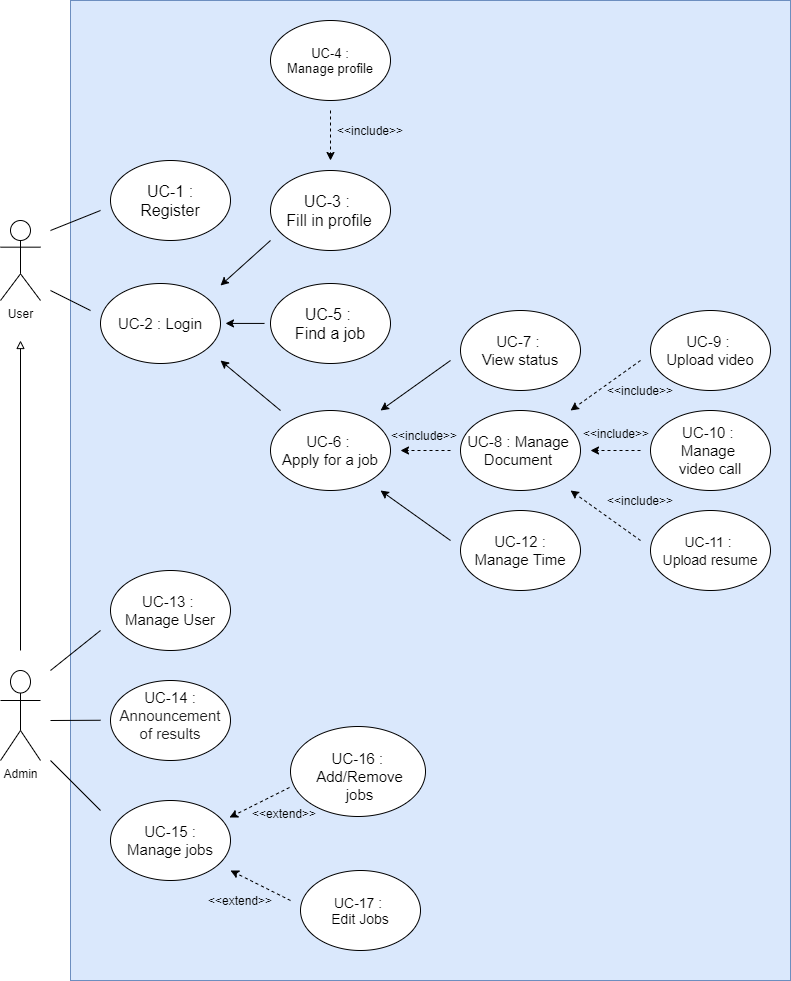 UC-4 :
Manage profile
<<include>>
UC-1 :
Register
UC-3 :
Fill in profile
User
UC-2 : Login
UC-5 :
Find a job
UC-7 :
View status
UC-9 :
Upload video
<<include>>
UC-6 :
Apply for a job
<<include>>
UC-8 : Manage
Document
<<include>>
UC-10 :
Manage
video call
<<include>>
UC-12 :
Manage Time
UC-11 :
Upload resume
UC-13 :
Manage User
Admin
UC-14 :
Announcement
of results
UC-16 :
Add/Remove
jobs
<<extend>>
UC-15 :
Manage jobs
<<extend>>
UC-17 :
Edit Jobs